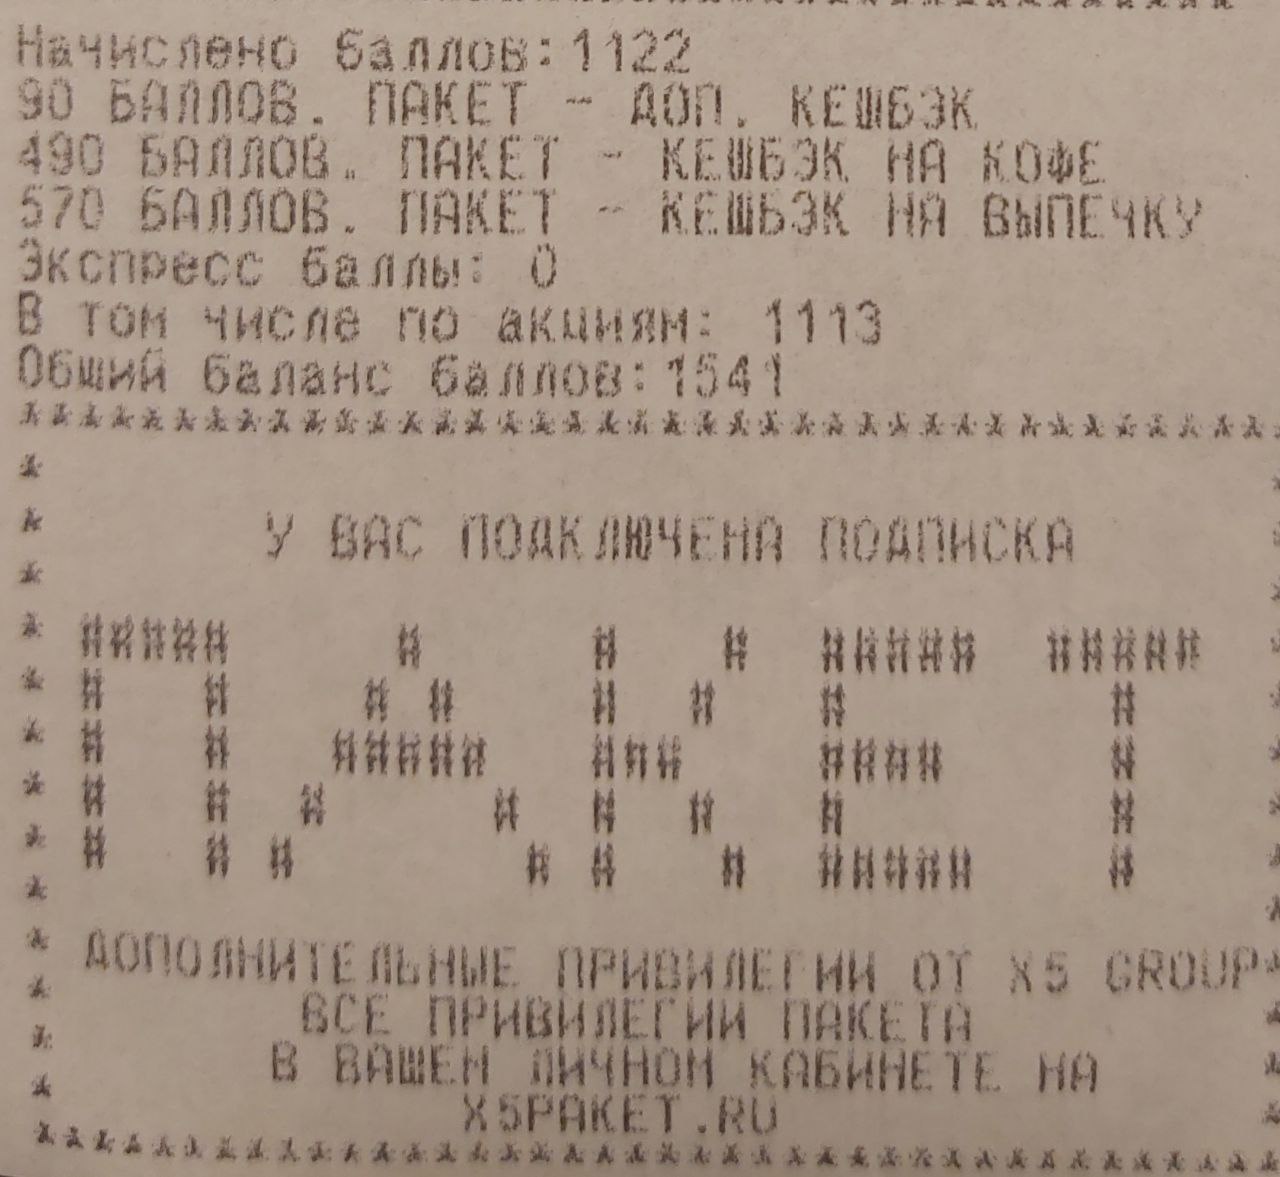 Начислено баллов:1122
90 БАЛЛОВ. ПАКЕТ - ДОП. КЕШБЭК
490 БАЛЛОВ. ПАКЕТ - КЕШБЭК НА КОФЕ
570 БАЛЛОВ. ПАКЕТ - КЕШБЭК НА ВЫПЕЧКУ
Экспресс баллы: 0
В том числе по акциям: 1113
Общий баланс баллов:1541
У ВАС ПОДКЛЮЧЕНА ПОДПИСКА
ПАКЕТ
ДОПОЛНИТЕЛЬНЫЕ ПРИВИЛЕГИИ ОТ X5 GROUP
ВСЕ ПРИВИЛЕГИИ ПАКЕТА
В ВАШЕМ ЛИЧНОМ КАБИНЕТЕ НА
X5PAKET.RU